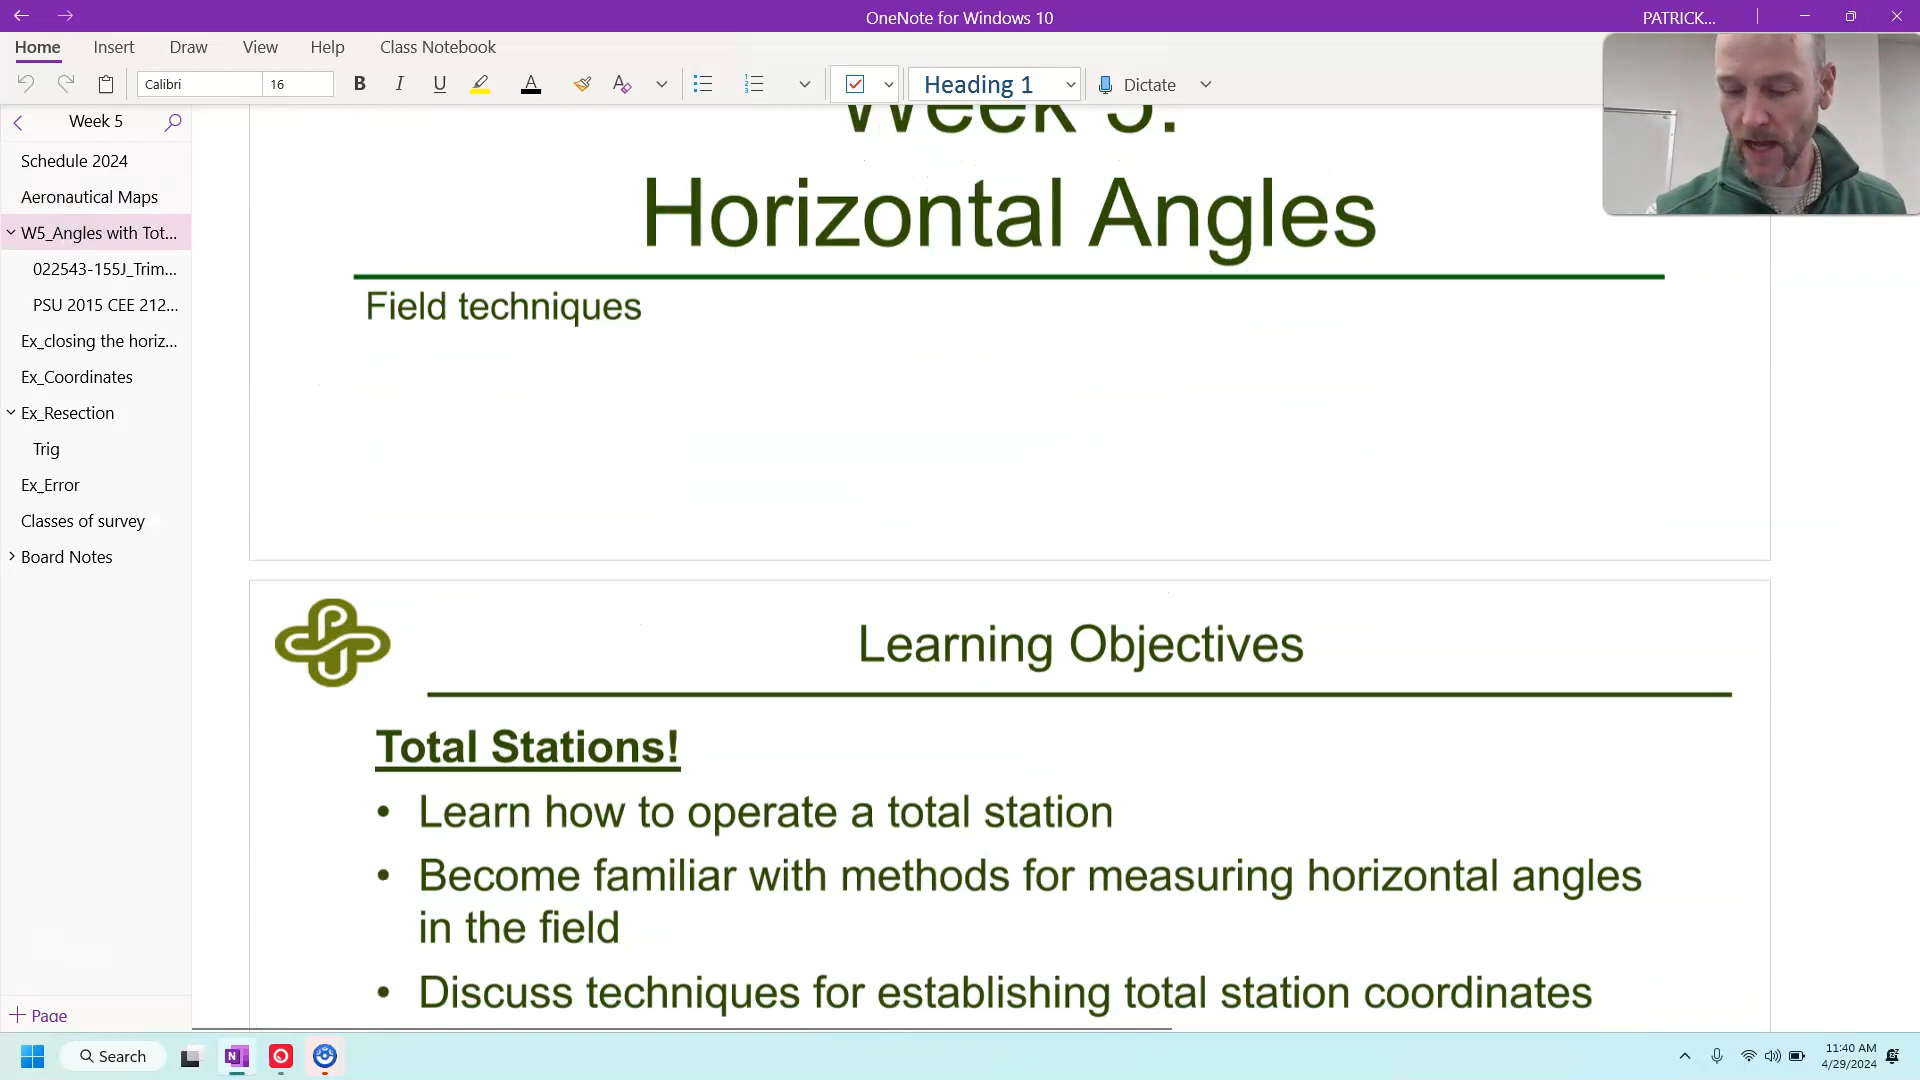 OneNote for Windows 10
PATRICK...
Home Insert Draw View Help Class Notebook
Calibri 16 B I U A Heading 1 Dictate
Week 5
Schedule 2024
Aeronautical Maps
W5_Angles with Tot...
022543-155J_Trim...
PSU 2015 CEE 212...
Ex_closing the horiz...
Ex_Coordinates
Ex_Resection
Trig
Ex_Error
Classes of survey
Board Notes
Page
Week 5:
Horizontal Angles
Field techniques
PSU
Learning Objectives
Total Stations!
• Learn how to operate a total station
• Become familiar with methods for measuring horizontal angles
in the field
• Discuss techniques for establishing total station coordinates
Search
N
11:40 AM
4/29/2024